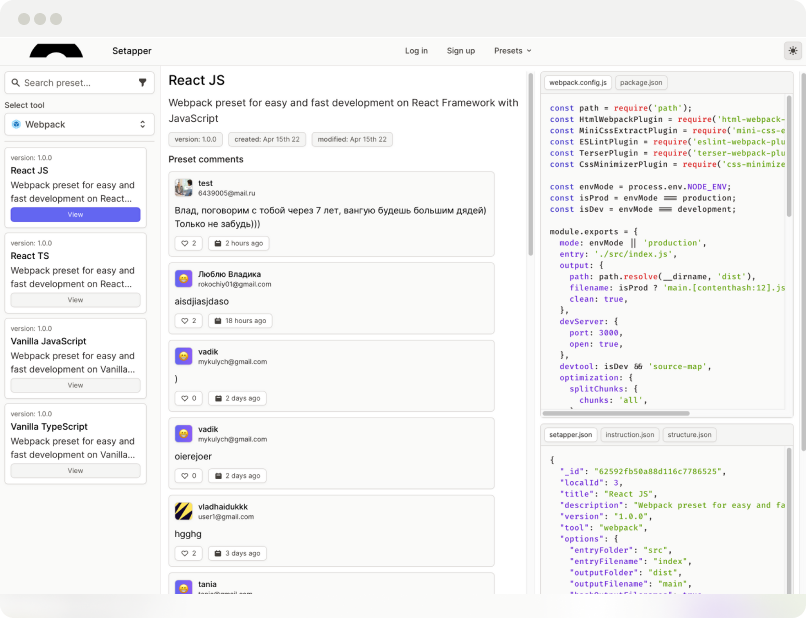 Setapper
Log in
Sign up
Presets
Search preset...
Select tool
Webpack
version: 1.0.0
React JS
Webpack preset for easy and
fast development on React...
View
version: 1.0.0
React TS
Webpack preset for easy and
fast development on React...
View
version: 1.0.0
Vanilla JavaScript
Webpack preset for easy and
fast development on Vanilla...
View
version: 1.0.0
Vanilla TypeScript
Webpack preset for easy and
fast development on Vanilla...
View
React JS
Webpack preset for easy and fast development on React Framework with
JavaScript
version: 1.0.0
created: Apr 15th 22
modified: Apr 15th 22
Preset comments
test
6439005@mail.ru
Влад, поговорим с тобой через 7 лет, вангую будешь большим дядей)
Только не забудь)))
2
2 hours ago
Люблю Владика
rokochiy01@gmail.com
aisdjiasjdaso
2
18 hours ago
vadik
mykulych@gmail.com
)
0
2 days ago
vadik
mykulych@gmail.com
oierejoer
0
2 days ago
vladhaidukkk
user1@gmail.com
hgghg
2
3 days ago
tania
webpack.config.js
package.json
const path = require('path');
const HtmlWebpackPlugin = require('html-webpack-
const MiniCssExtractPlugin = require('mini-css-e
const ESLintPlugin = require('eslint-webpack-plu
const TerserPlugin = require('terser-webpack-plu
const CssMinimizerPlugin = require('css-minimize
const envMode = process.env.NODE_ENV;
const isProd = envMode === production;
const isDev = envMode === development;
module.exports = {
mode: envMode || 'production',
entry: './src/index.js',
output: {
path: path.resolve(__dirname, 'dist'),
filename: isProd ? 'main.[contenthash:12].js
clean: true,
},
devServer: {
port: 3000,
open: true,
},
devtool: isDev && 'source-map',
optimization: {
splitChunks: {
chunks: 'all',
setapper.json
instruction.json
structure.json
{
"_id": "62592fb50a88d116c7786525",
"localId": 3,
"title": "React JS",
"description": "Webpack preset for easy and fa
"version": "1.0.0",
"tool": "webpack",
"options": {
"entryFolder": "src",
"entryFilename": "index",
"outputFolder": "dist",
"outputFilename": "main",